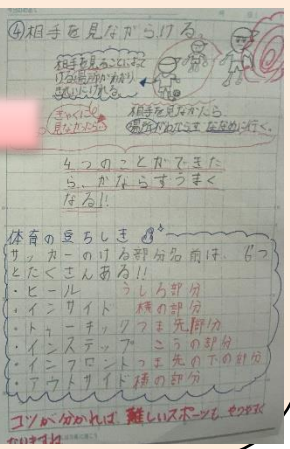 ④相手を見ながらける。
相手を見ることによって
ける場所がわかり
きれいにける。
ぎゃくに
見なかったら
相手を見なかったら
場所がわからず ななめに行く。
4つのことができた
ら、かならずうまく
なる!!
体育の豆ちしき
サッカーのける部分名前は、6つ
とたくさんある!!
・ヒール うしろ部分
・インサイド 横の部分
・トゥーキック つま先部分
・インステップ こうの部分
・インフロント つま先の下の部分
・アウトサイド 横の部分
コツが分かれば、難しいスポーツも
なりますね